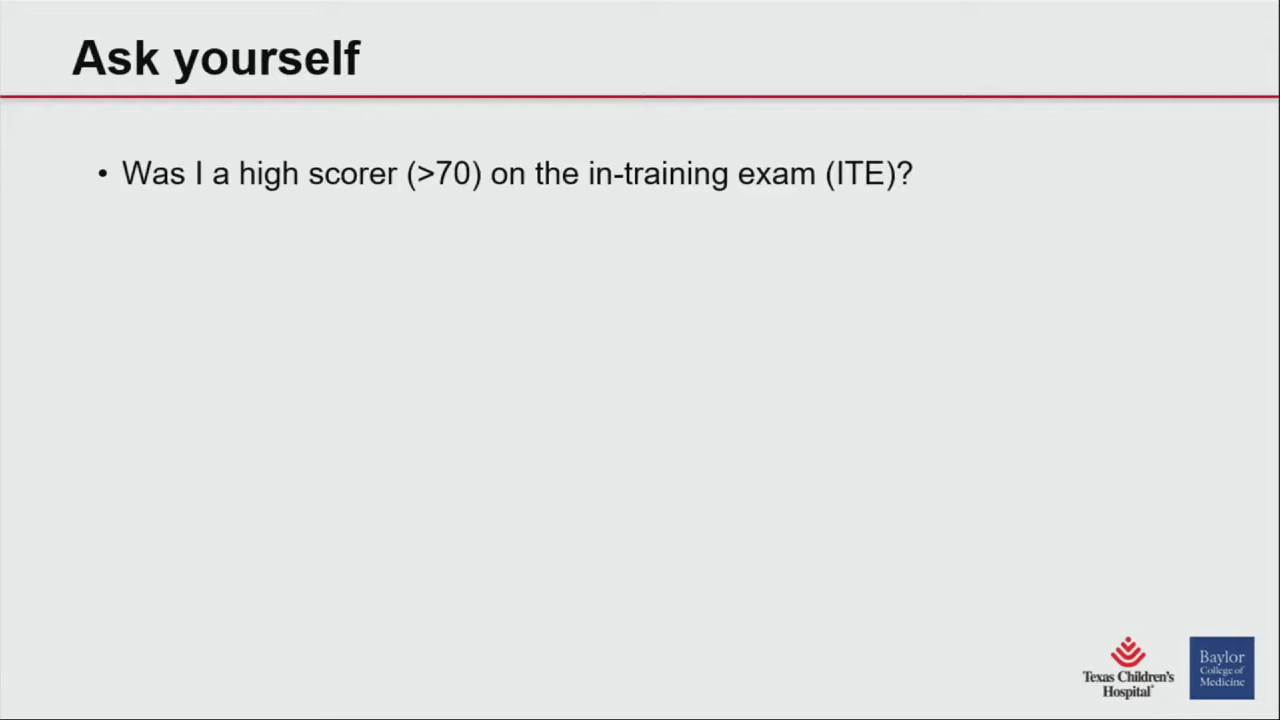 Ask yourself
• Was I a high scorer (>70) on the in-training exam (ITE)?
Texas Children's
Hospital®
Baylor
College of
Medicine